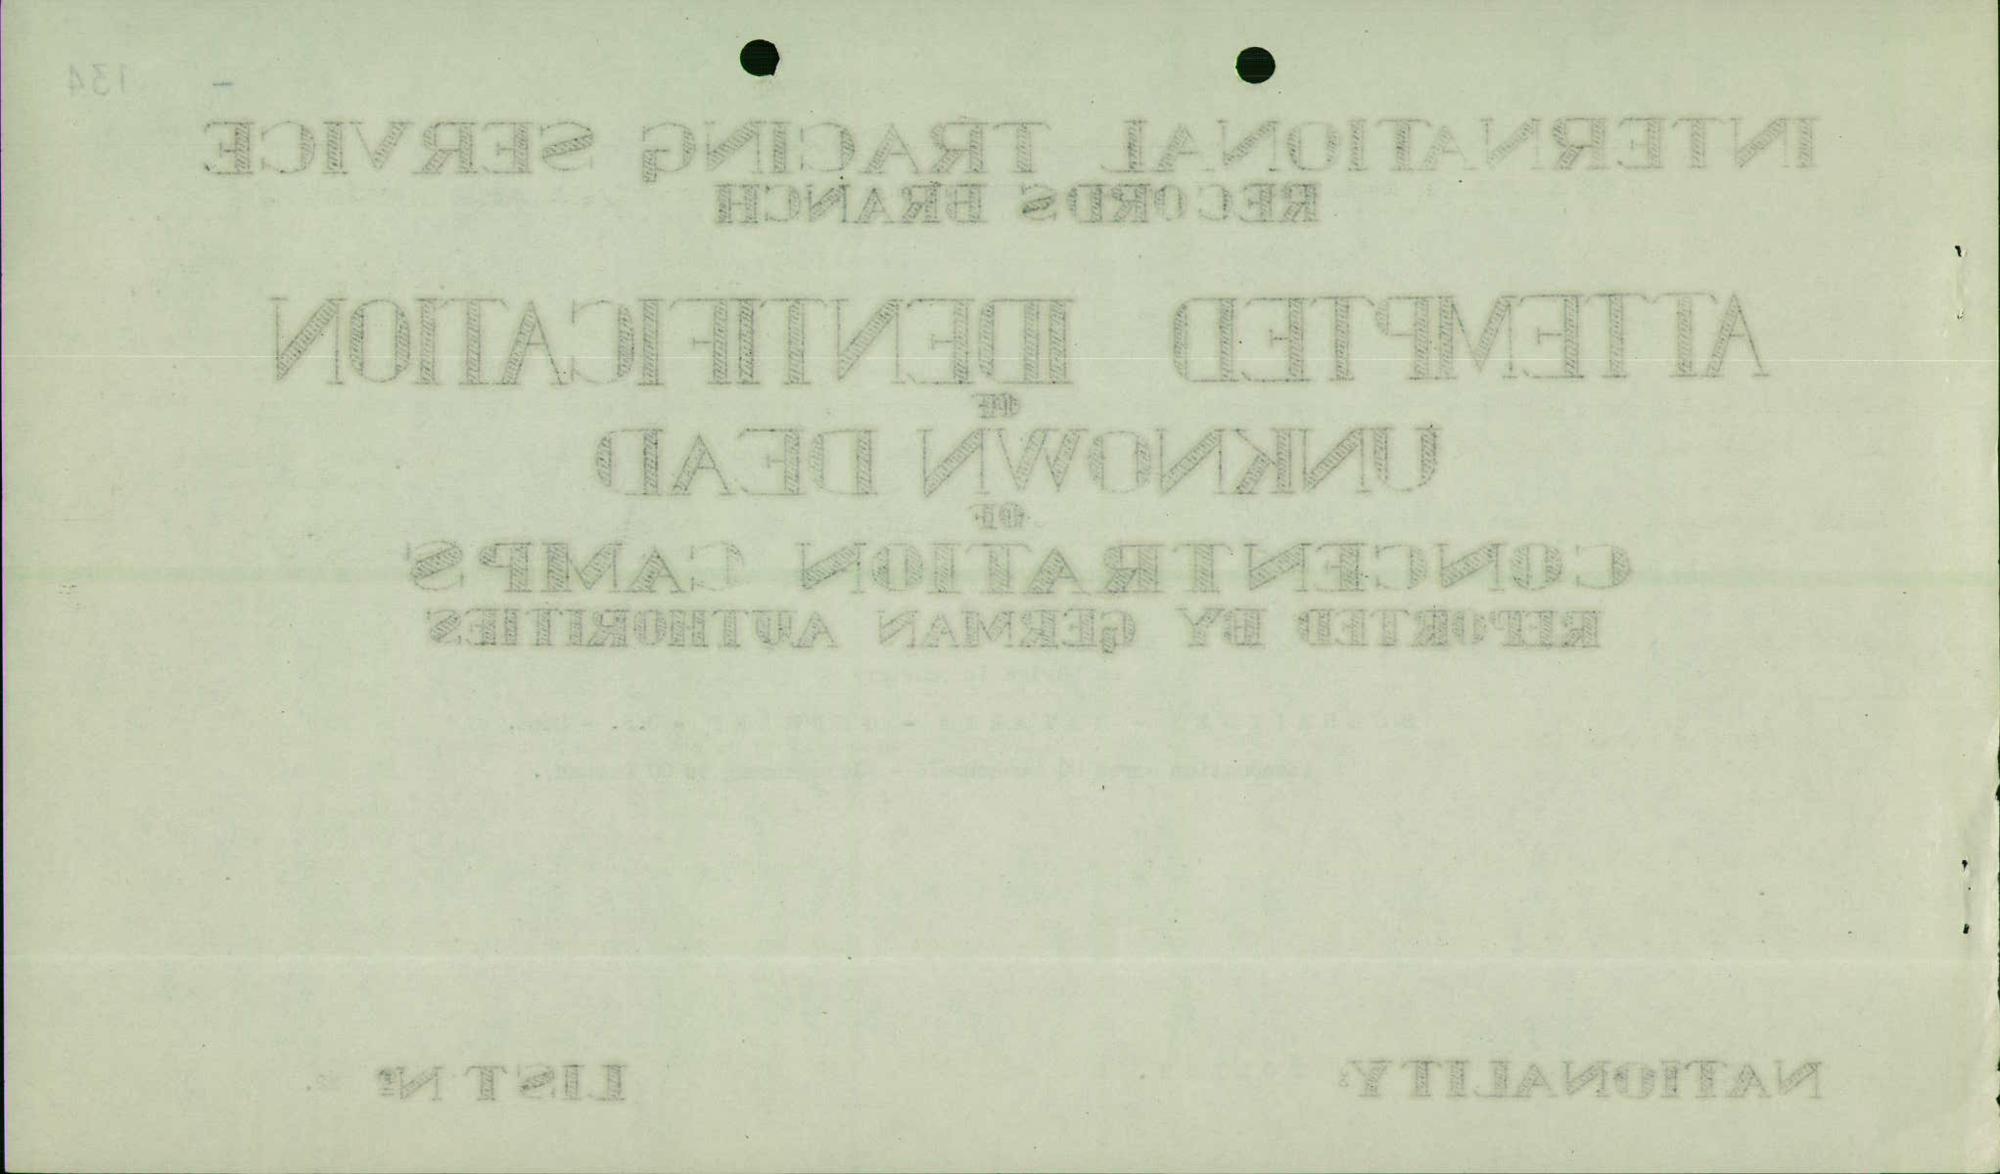 134
INTERNATIONAL TRACING SERVICE
RECORDS BRANCH
ATTEMPTED IDENTIFICATION
OF
UNKNOWN DEAD
OF
CONCENTRATION CAMPS
REPORTED BY GERMAN AUTHORITIES
NATIONALITY: LIST Nº